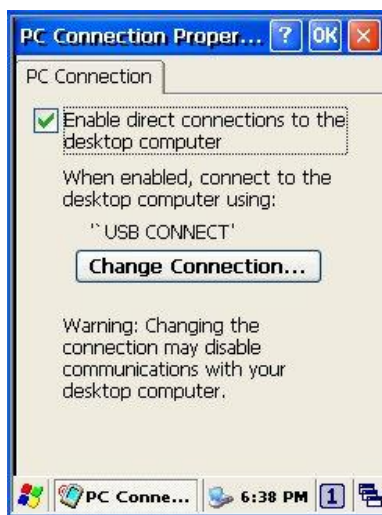 PC Connection Proper... ? OK ×
PC Connection
Enable direct connections to the
desktop computer
When enabled, connect to the
desktop computer using:
'`USB CONNECT'
Change Connection...
Warning: Changing the
connection may disable
communications with your
desktop computer.
PC Conne... 6:38 PM 1